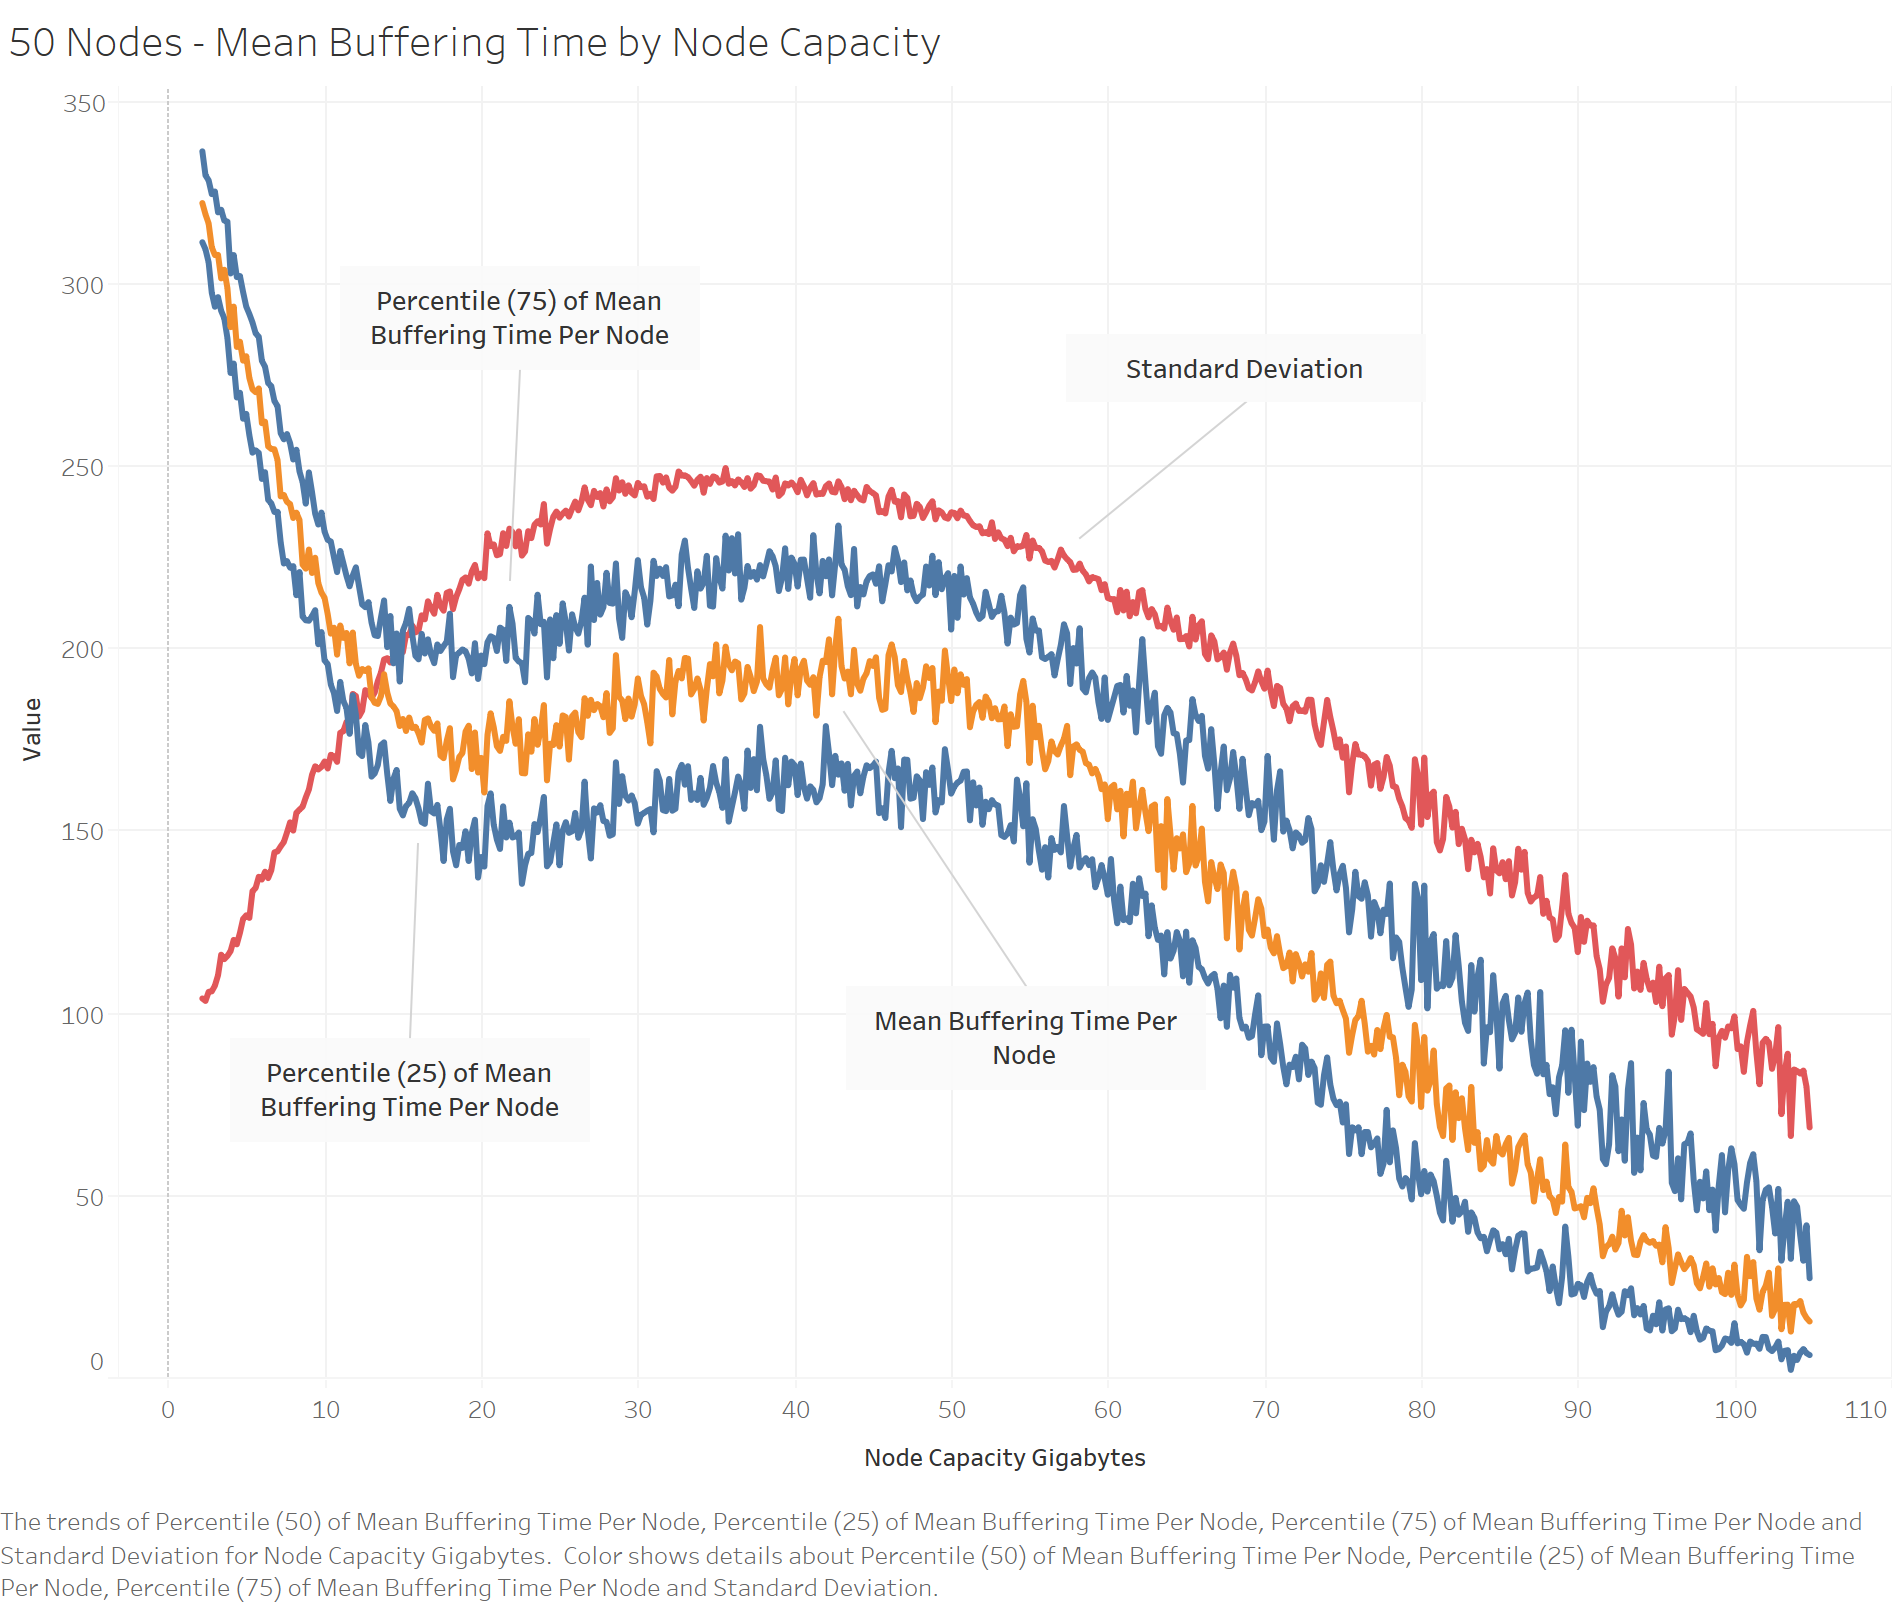 50 Nodes - Mean Buffering Time by Node Capacity
350
300
250
200
150
100
50
0
Value
Percentile (75) of Mean
Buffering Time Per Node
Standard Deviation
Mean Buffering Time Per
Node
Percentile (25) of Mean
Buffering Time Per Node
0 10 20 30 40 50 60 70 80 90 100 110
Node Capacity Gigabytes
The trends of Percentile (50) of Mean Buffering Time Per Node, Percentile (25) of Mean Buffering Time Per Node, Percentile (75) of Mean Buffering Time Per Node and
Standard Deviation for Node Capacity Gigabytes.  Color shows details about Percentile (50) of Mean Buffering Time Per Node, Percentile (25) of Mean Buffering Time
Per Node, Percentile (75) of Mean Buffering Time Per Node and Standard Deviation.